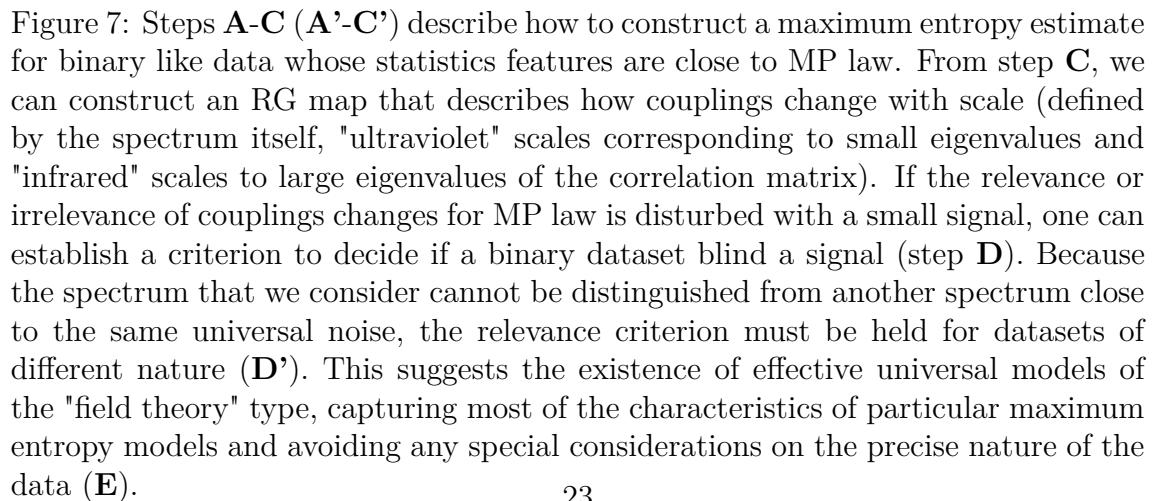 Figure 7: Steps A-C (A'-C') describe how to construct a maximum entropy estimate
for binary like data whose statistics features are close to MP law. From step C, we
can construct an RG map that describes how couplings change with scale (defined
by the spectrum itself, "ultraviolet" scales corresponding to small eigenvalues and
"infrared" scales to large eigenvalues of the correlation matrix). If the relevance or
irrelevance of couplings changes for MP law is disturbed with a small signal, one can
establish a criterion to decide if a binary dataset blind a signal (step D). Because
the spectrum that we consider cannot be distinguished from another spectrum close
to the same universal noise, the relevance criterion must be held for datasets of
different nature (D'). This suggests the existence of effective universal models of
the "field theory" type, capturing most of the characteristics of particular maximum
entropy models and avoiding any special considerations on the precise nature of the
data (E).
23